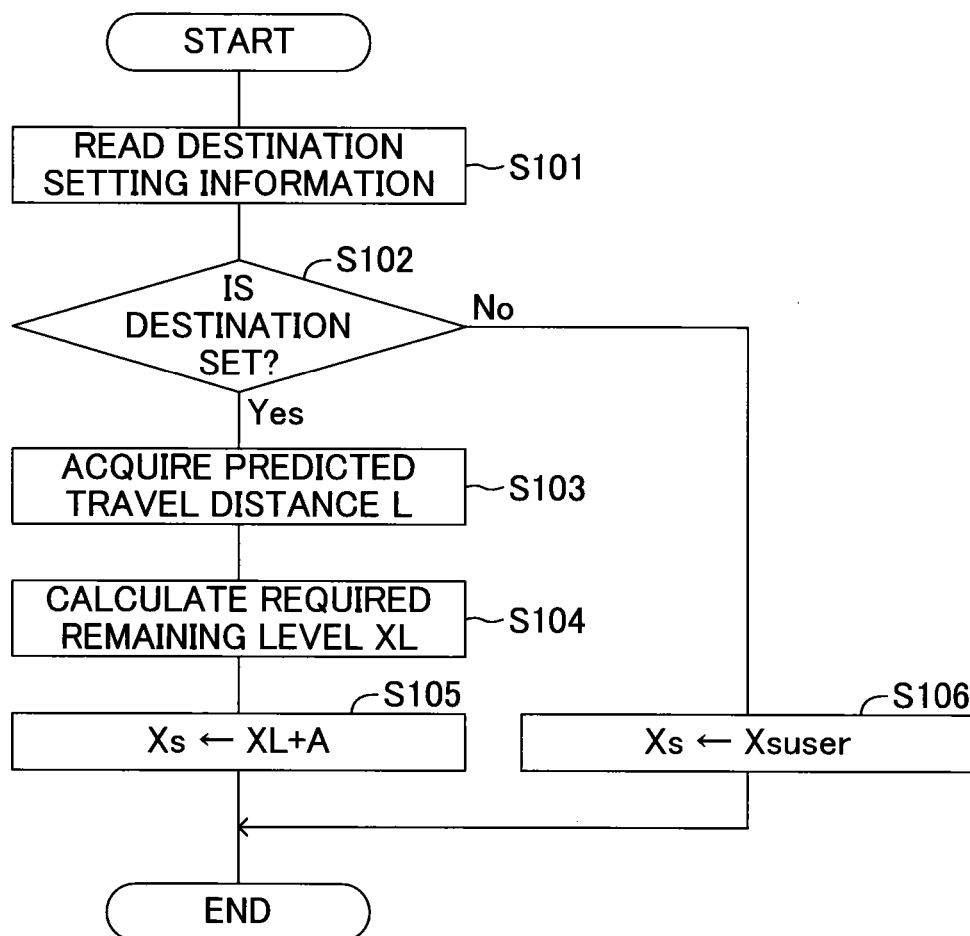 START
READ DESTINATION
SETTING INFORMATION
S101
S102
IS
DESTINATION
SET?
No
Yes
ACQUIRE PREDICTED
TRAVEL DISTANCE L
S103
CALCULATE REQUIRED
REMAINING LEVEL XL
S104
S105
Xs ← XL+A
S106
Xs ← Xsuser
END